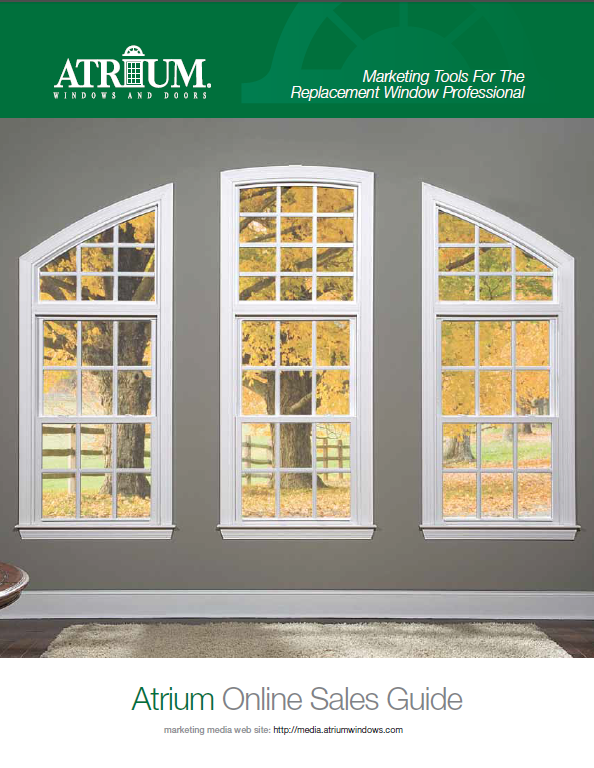 ATRIUM.
WINDOWS AND DOORS
Marketing Tools For The
Replacement Window Professional
Atrium Online Sales Guide
marketing media web site: http://media.atriumwindows.com